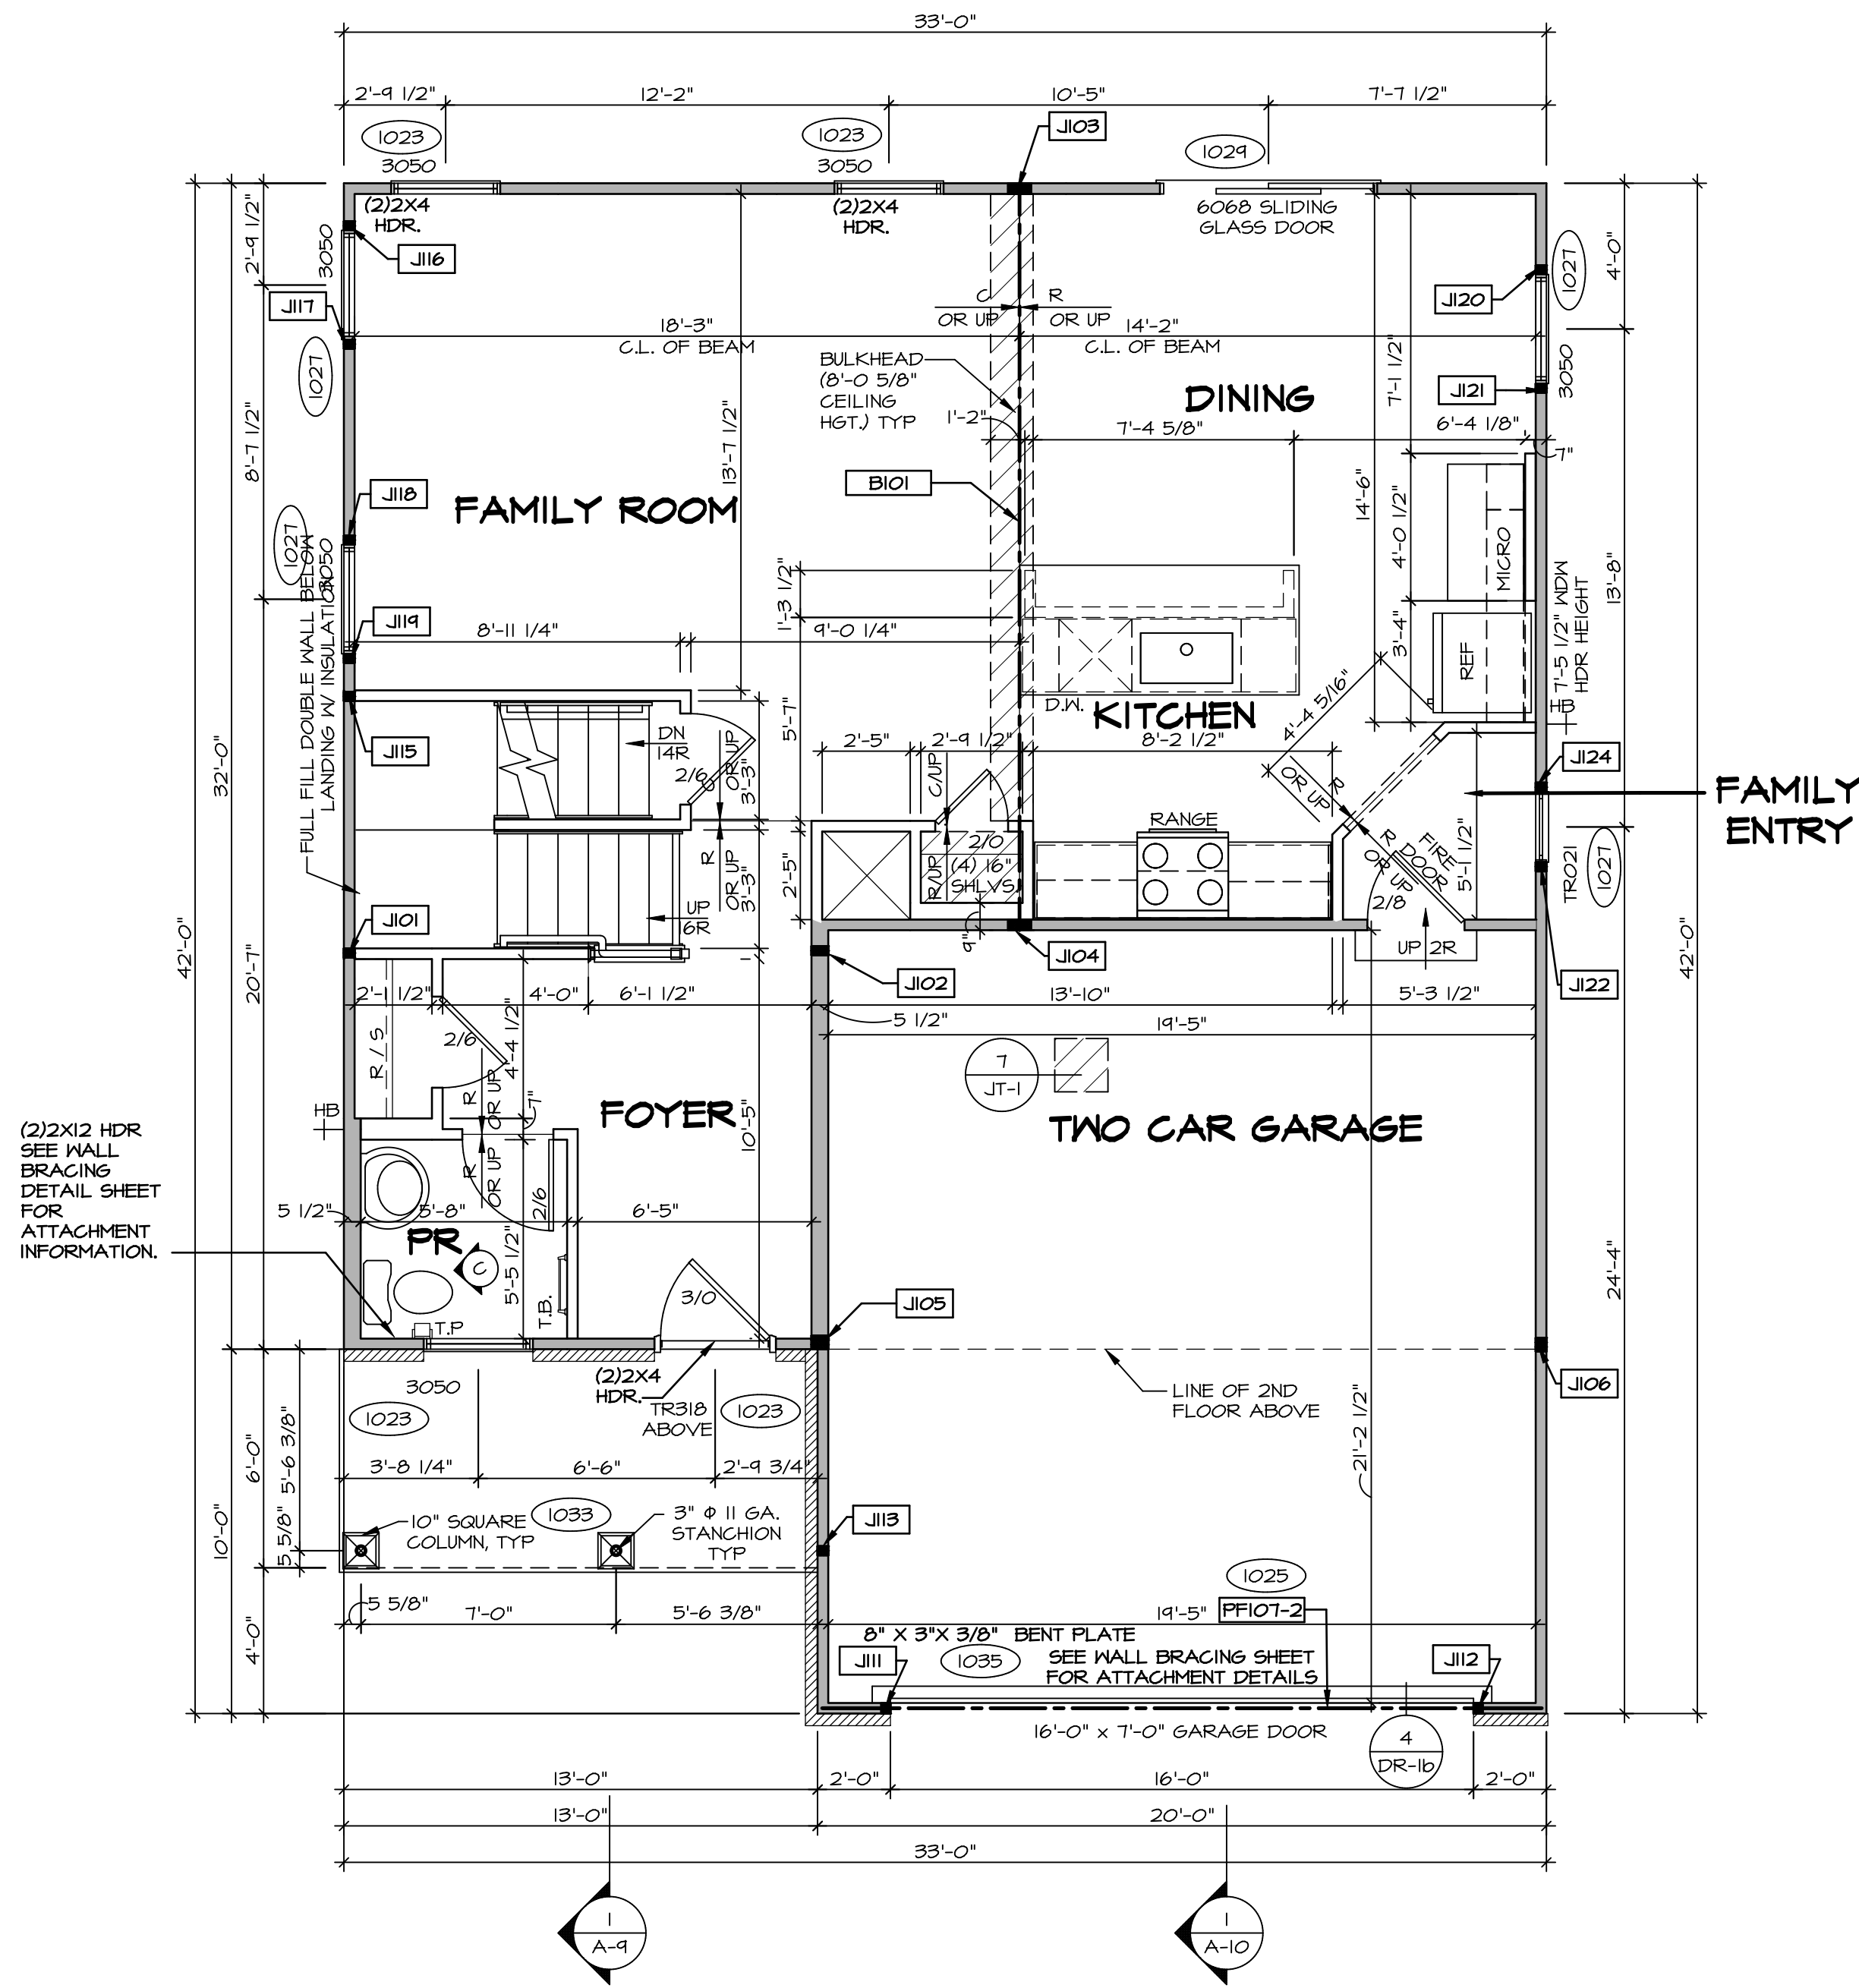 33'-0"
2'-9 1/2"
12'-2"
10'-5"
7'-7 1/2"
1023
3050
1023
3050
J103
1029
(2)2X4
HDR.
(2)2X4
HDR.
6068 SLIDING
GLASS DOOR
2'-9 1/2"
3050
J116
J117
1027
1027
4'-0"
J120
C
OR UP
R
OR UP
18'-3"
C.L. OF BEAM
14'-2"
C.L. OF BEAM
BULKHEAD
(8'-0 5/8"
CEILING
HGT.) TYP
DINING
7'-1 1/2"
J121
3050
1'-2"
7'-4 5/8"
6'-4 1/8"
7"
8'-7 1/2"
13'-7 1/2"
B101
J118
FAMILY ROOM
14'-6"
4'-0 1/2"
MICRO
13'-8"
1027
3050
FULL FILL DOUBLE WALL BELOW
LANDING W/ INSULATION
7'-5 1/2" WDW
HDR HEIGHT
1'-3 1/2"
J119
8'-11 1/4"
9'-0 1/4"
3'-4"
REF
D.W.
KITCHEN
4'-4 5/16"
HB
32'-0"
DN
14R
2/6
C
OR UP
3'-3"
5'-7"
2'-5"
2'-9 1/2"
8'-2 1/2"
C/UP
J115
J124
R
OR UP
FAMILY
ENTRY
RANGE
R
OR UP
FIRE
DOOR
5'-1 1/2"
2/8
TR021
1027
R
OR UP
3'-3"
2'-5"
R/UP
2/0
(4) 16"
SHLVS
UP
6R
J101
9"
J104
UP 2R
J102
J122
42'-0"
20'-7"
42'-0"
2'-1 1/2"
4'-0"
6'-1 1/2"
13'-10"
5'-3 1/2"
5 1/2"
19'-5"
R / S
2/6
4'-4 1/2"
7
JT-1
HB
R
OR UP
7"
FOYER
10'-5"
TWO CAR GARAGE
(2)2X12 HDR
SEE WALL
BRACING
DETAIL SHEET
FOR
ATTACHMENT
INFORMATION.
R
OR UP
2/6
5 1/2"
5'-8"
6'-5"
PR
C
5'-5 1/2"
T.B.
T.P
3/0
J105
24'-4"
3050
(2)2X4
HDR.
TR318
ABOVE
1023
1023
LINE OF 2ND
FLOOR ABOVE
J106
21'-2 1/2"
6'-0"
5'-6 3/8"
3'-8 1/4"
6'-6"
2'-9 3/4"
10'-0"
5 5/8"
10" SQUARE
COLUMN, TYP
1033
3" Φ 11 GA.
STANCHION
TYP
J113
1025
5 5/8"
7'-0"
5'-6 3/8"
19'-5"
PF107-2
4'-0"
8" X 3"X 3/8" BENT PLATE
J111
1035
SEE WALL BRACING SHEET
FOR ATTACHMENT DETAILS
J112
16'-0" x 7'-0" GARAGE DOOR
4
DR-1b
13'-0"
2'-0"
16'-0"
2'-0"
13'-0"
20'-0"
33'-0"
1
A-9
1
A-10